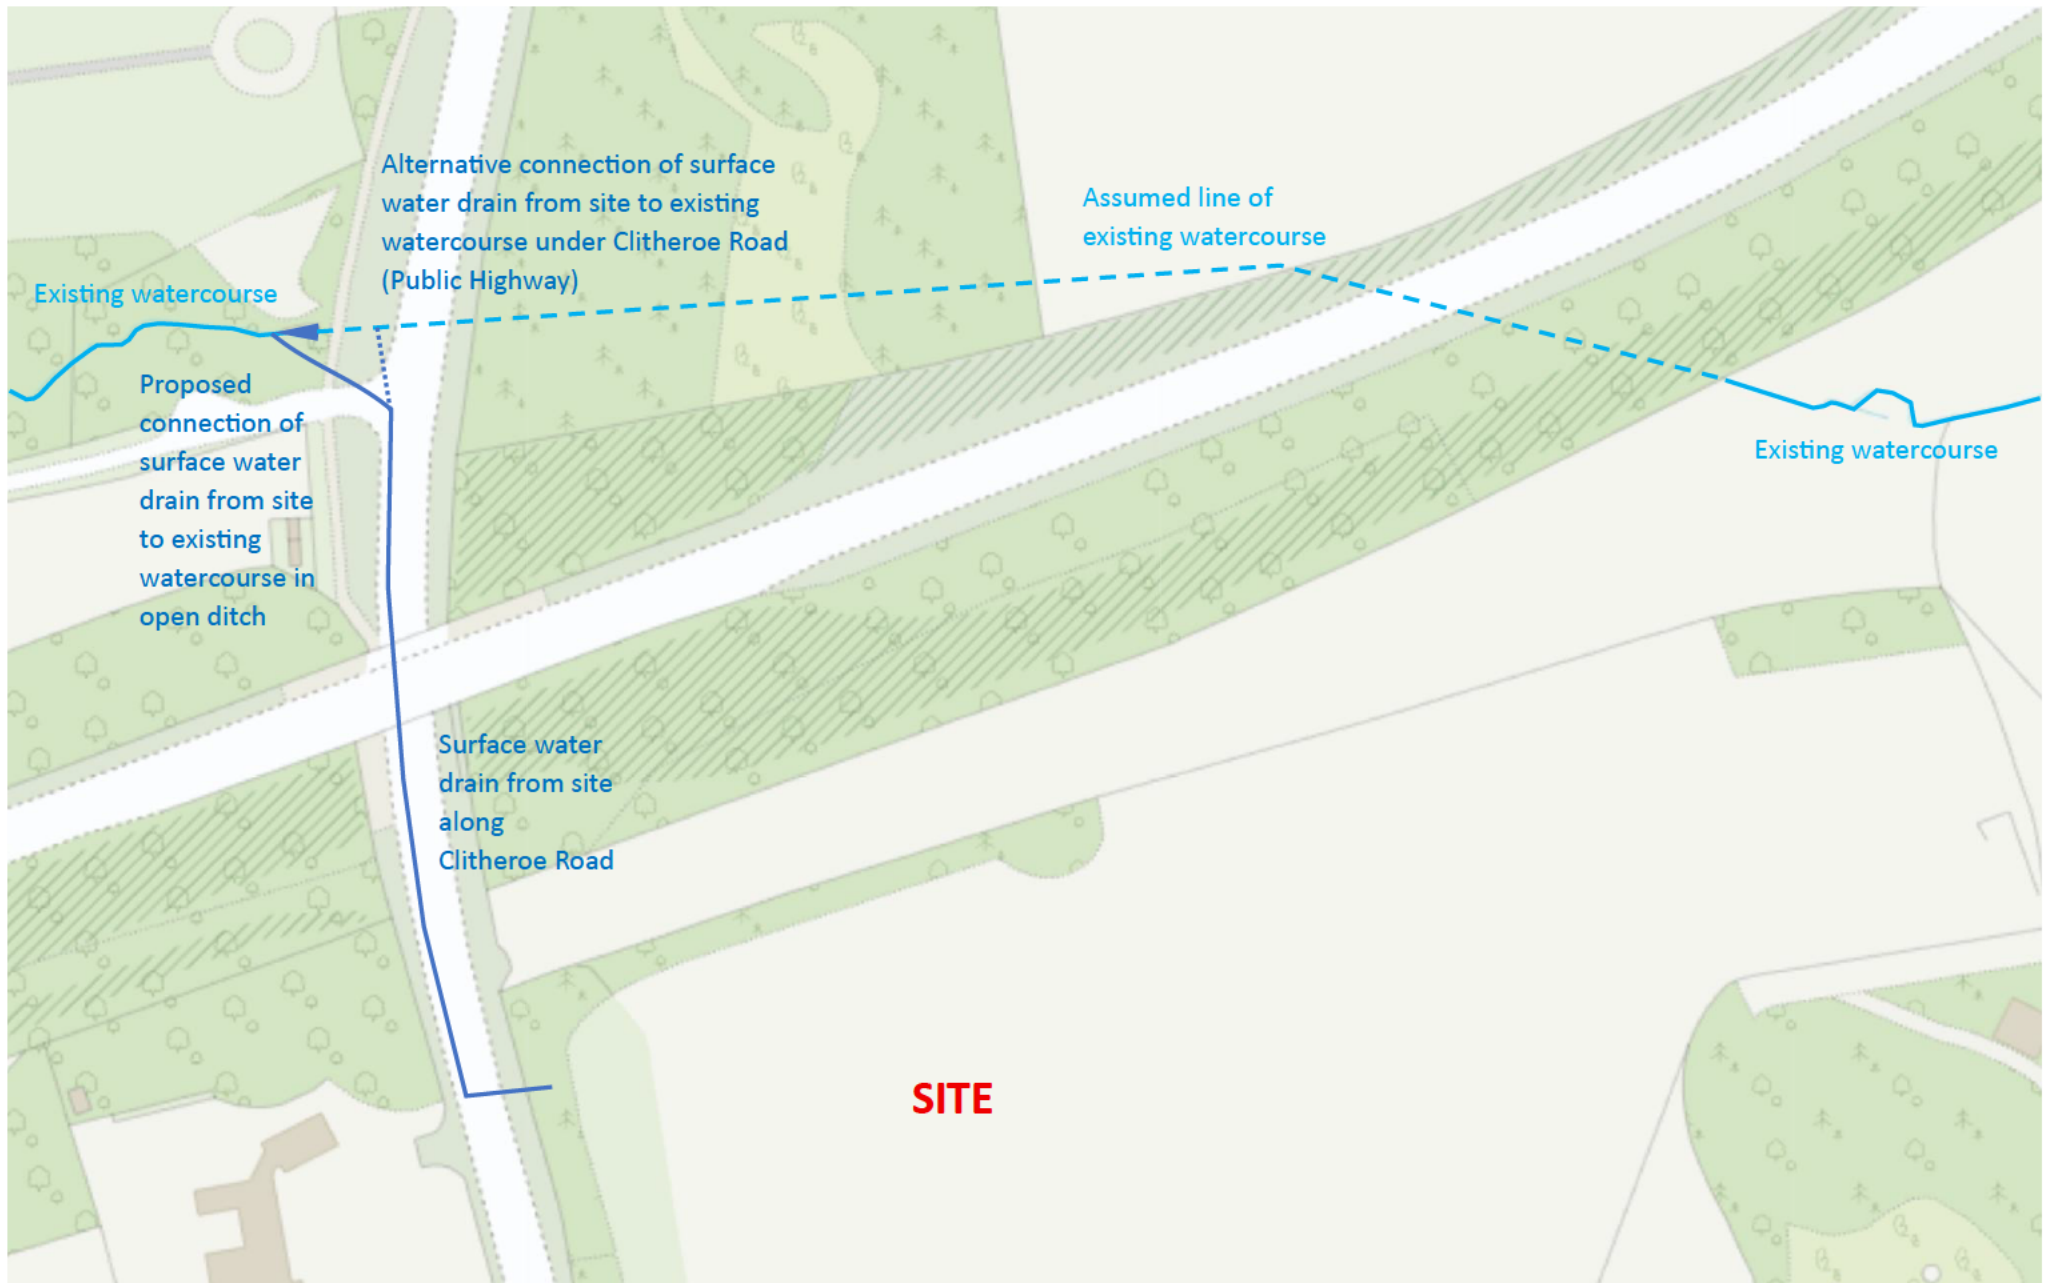 Alternative connection of surface
water drain from site to existing
watercourse under Clitheroe Road
(Public Highway)
Assumed line of
existing watercourse
Existing watercourse
Proposed
connection of
surface water
drain from site
to existing
watercourse in
open ditch
Existing watercourse
Surface water
drain from site
along
Clitheroe Road
SITE